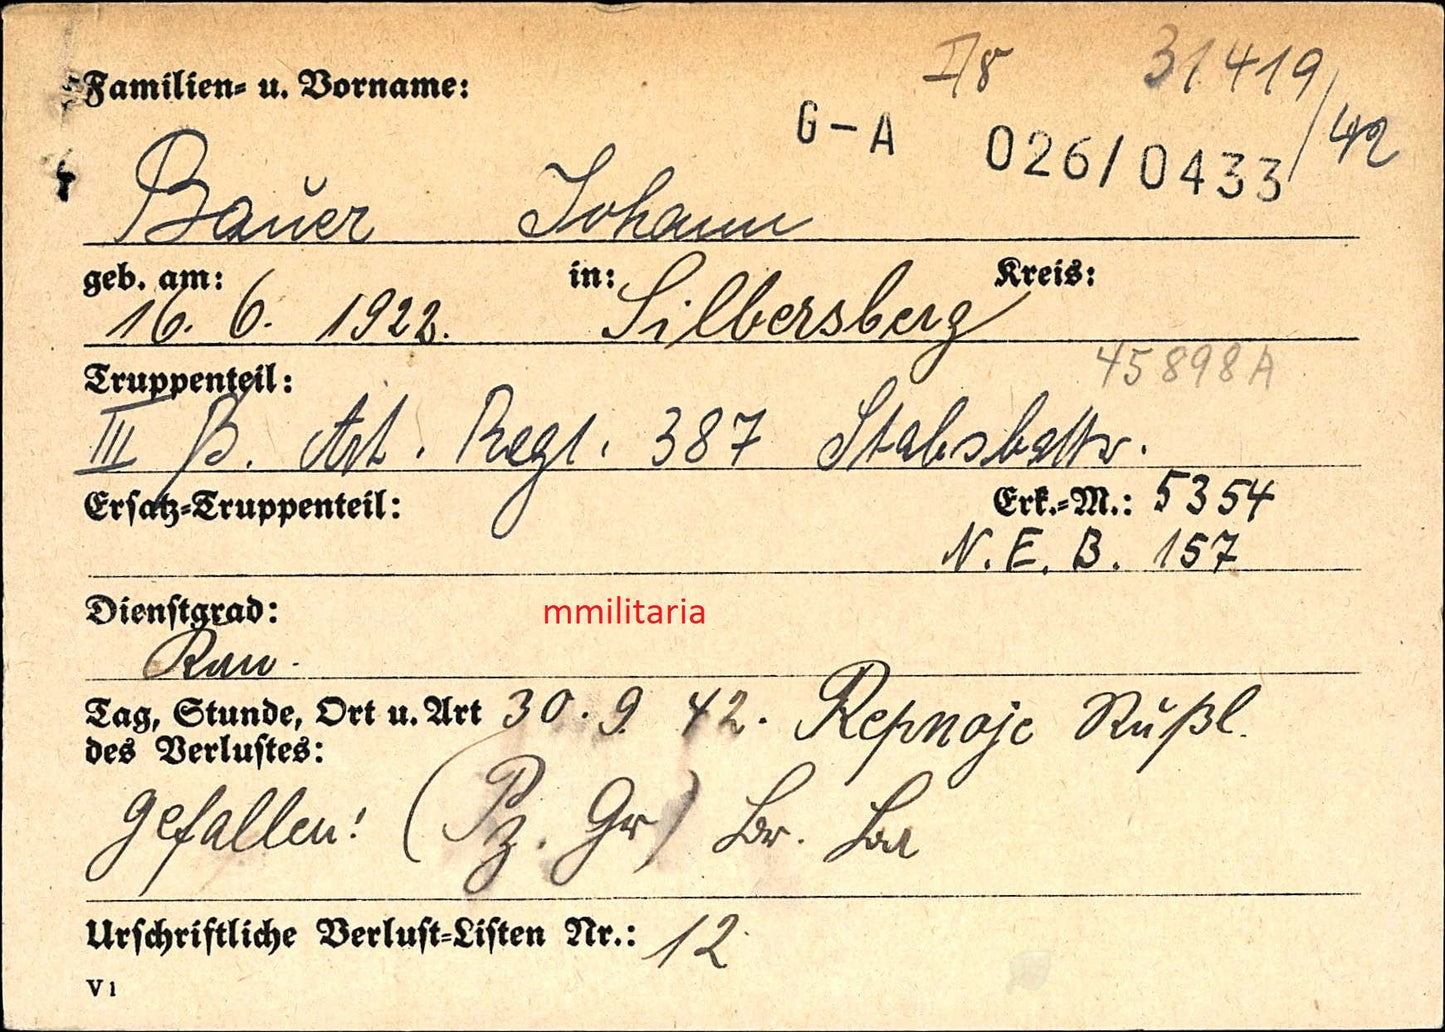 I/8 31419/42
Familien- u. Vorname:
G-A 026/0433
Bauer Johann
geb. am: in: Kreis:
16. 6. 1922. Silbersberg
45898A
Truppenteil:
III Art. Regt. 387 Stabsbattr.
Ersatz-Truppenteil: Erk.-M.: 5354
N. E. B. 157
Dienstgrad: mmilitaria
Kan.
Tag, Stunde, Ort u. Art 30. 9. 42. Repnoje Rußl.
des Verlustes:
gefallen! (Pz. Gr)
Urschriftliche Verlust-Listen Nr.: 12
V 1